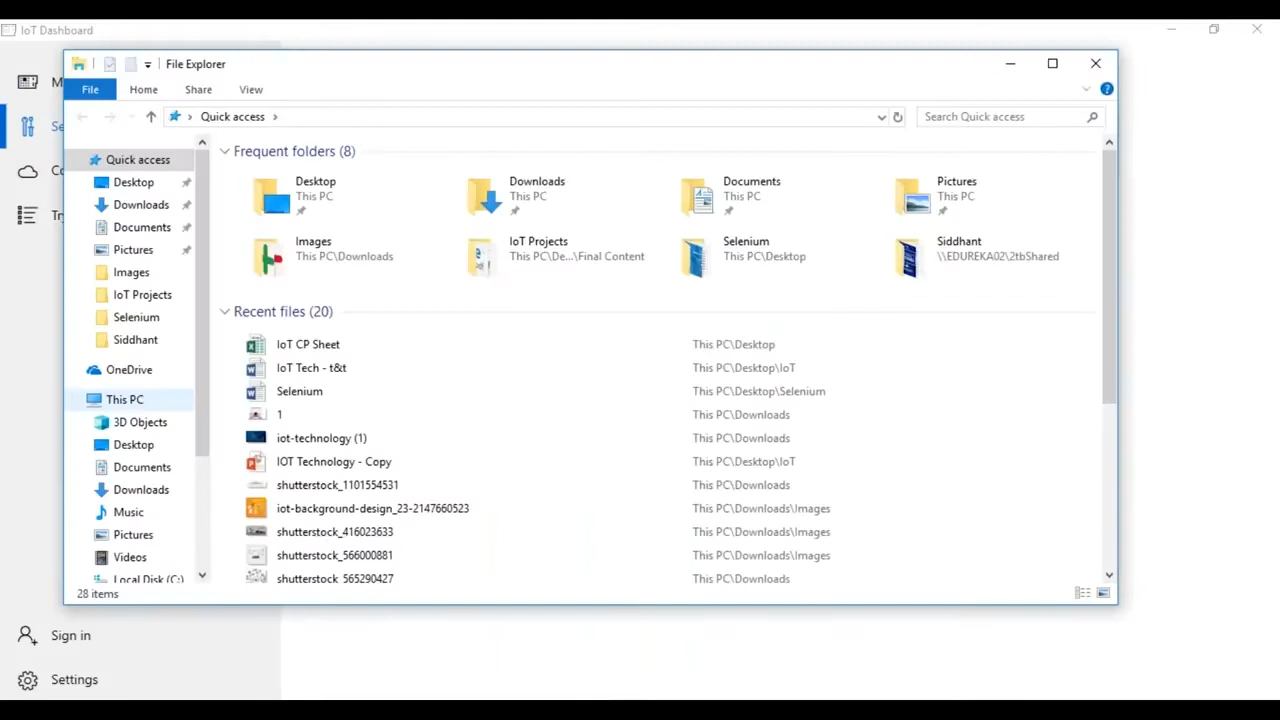 IoT Dashboard
File Explorer
File Home Share View
Quick access
Search Quick access
M
Se
Co
Tr
Sign in
Settings
Quick access
Desktop
Downloads
Documents
Pictures
Images
IoT Projects
Selenium
Siddhant
OneDrive
This PC
3D Objects
Desktop
Documents
Downloads
Music
Pictures
Videos
Local Disk (C:)
Frequent folders (8)
Desktop
This PC
Downloads
This PC
Documents
This PC
Pictures
This PC
Images
This PC\Downloads
IoT Projects
This PC\De...\Final Content
Selenium
This PC\Desktop
Siddhant
\\EDUREKA02\2tbShared
Recent files (20)
IoT CP Sheet This PC\Desktop
IoT Tech - t&t This PC\Desktop\IoT
Selenium This PC\Desktop\Selenium
1 This PC\Downloads
iot-technology (1) This PC\Downloads
IOT Technology - Copy This PC\Desktop\IoT
shutterstock_1101554531 This PC\Downloads
iot-background-design_23-2147660523 This PC\Downloads\Images
shutterstock_416023633 This PC\Downloads\Images
shutterstock_566000881 This PC\Downloads\Images
shutterstock_565290427 This PC\Downloads
28 items